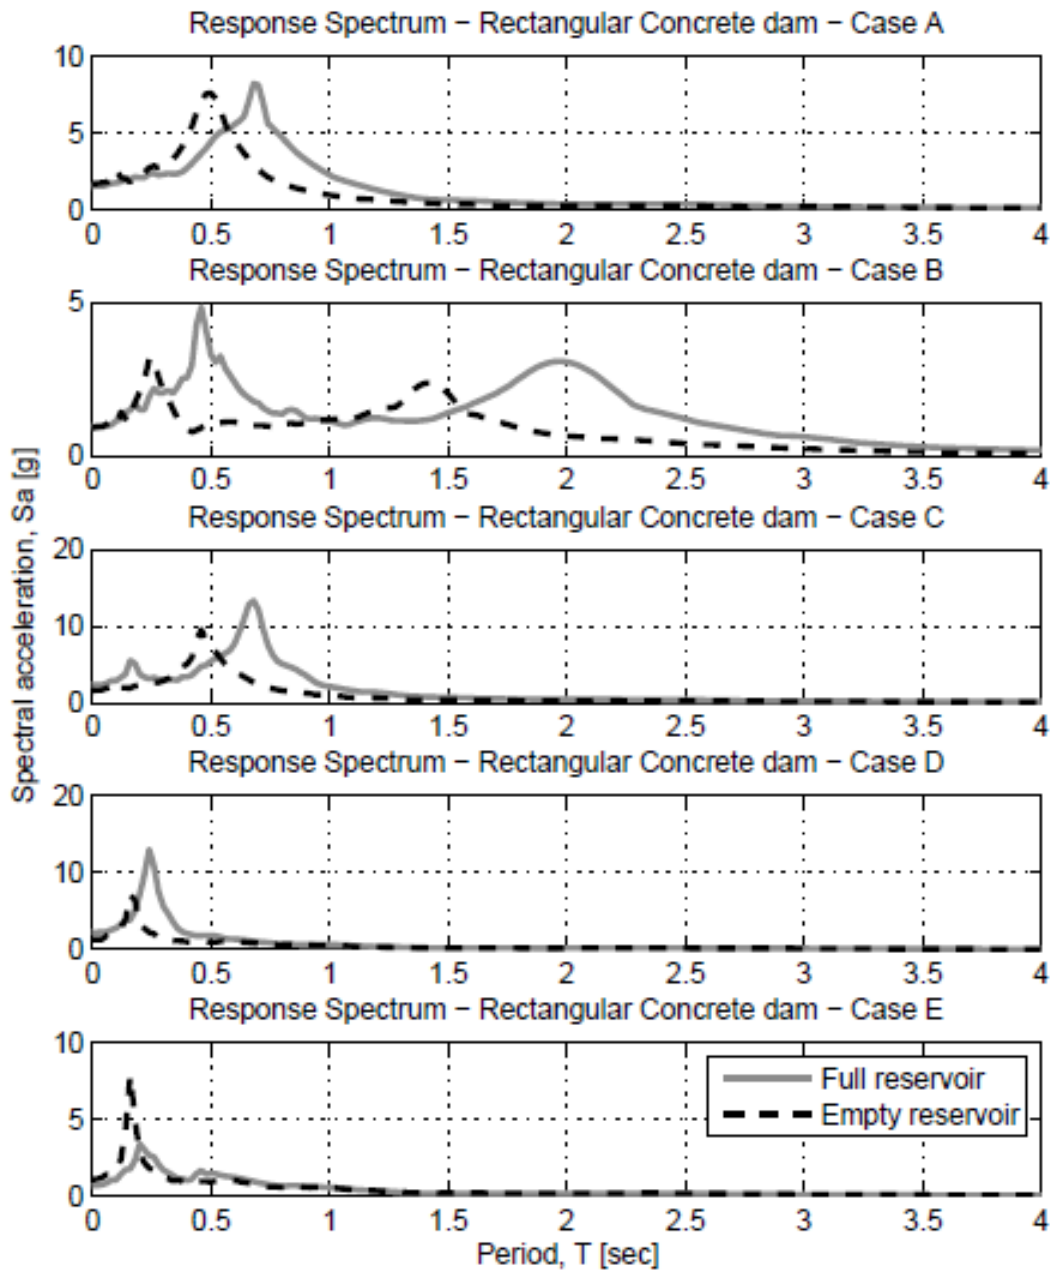 Response Spectrum − Rectangular Concrete dam − Case A
10
5
0
0 0.5 1 1.5 2 2.5 3 3.5 4
Response Spectrum − Rectangular Concrete dam − Case B
5
0
0 0.5 1 1.5 2 2.5 3 3.5 4
Response Spectrum − Rectangular Concrete dam − Case C
20
10
0
0 0.5 1 1.5 2 2.5 3 3.5 4
Spectral acceleration, Sa [g]
Response Spectrum − Rectangular Concrete dam − Case D
20
10
0
0 0.5 1 1.5 2 2.5 3 3.5 4
Response Spectrum − Rectangular Concrete dam − Case E
10
5
0
Full reservoir
Empty reservoir
0 0.5 1 1.5 2 2.5 3 3.5 4
Period, T [sec]